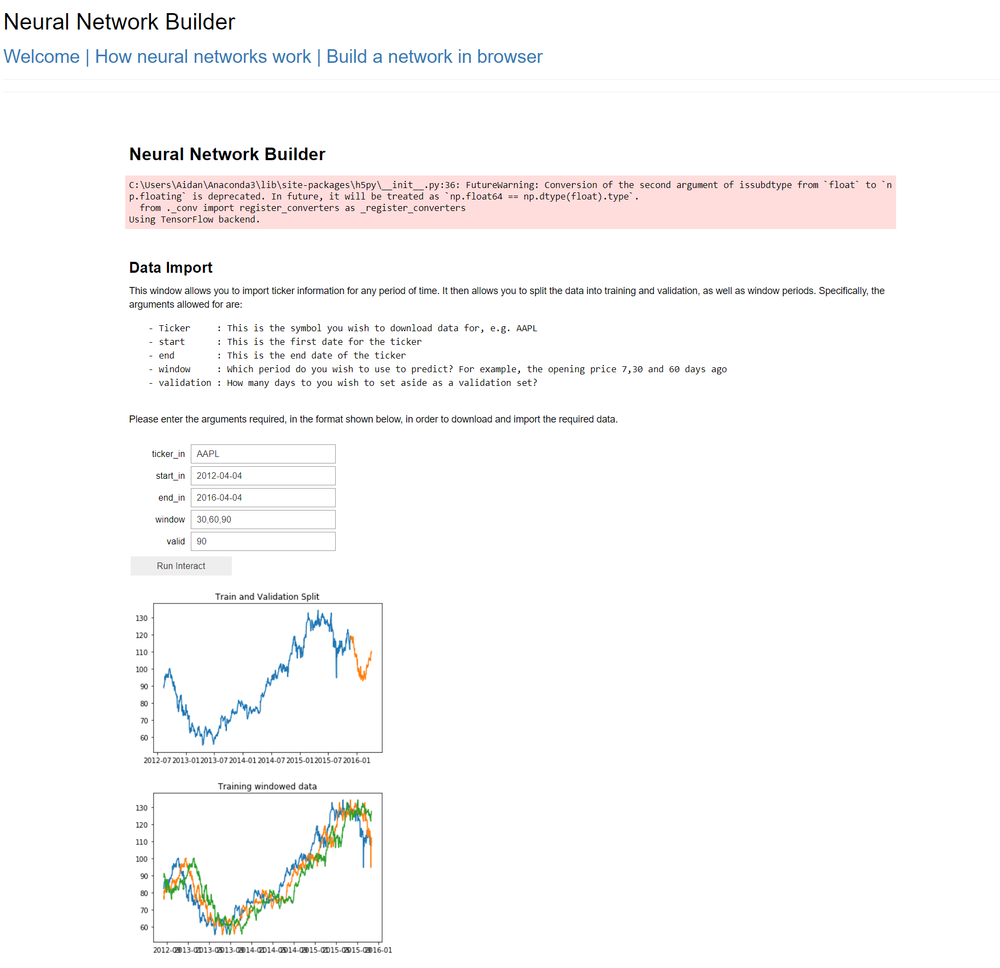 Neural Network Builder
Welcome | How neural networks work | Build a network in browser
Neural Network Builder
C:\Users\Aidan\Anaconda3\lib\site-packages\h5py\__init__.py:36: FutureWarning: Conversion of the second argument of issubdtype from `float` to `n
p.floating` is deprecated. In future, it will be treated as `np.float64 == np.dtype(float).type`.
from ._conv import register_converters as _register_converters
Using TensorFlow backend.
Data Import
This window allows you to import ticker information for any period of time. It then allows you to split the data into training and validation, as well as window periods. Specifically, the
arguments allowed for are:
- Ticker     : This is the symbol you wish to download data for, e.g. AAPL
- start      : This is the first date for the ticker
- end        : This is the end date of the ticker
- window     : Which period do you wish to use to predict? For example, the opening price 7,30 and 60 days ago
- validation : How many days to you wish to set aside as a validation set?
Please enter the arguments required, in the format shown below, in order to download and import the required data.
ticker_in AAPL
start_in 2012-04-04
end_in 2016-04-04
window 30,60,90
valid 90
Run Interact
Train and Validation Split
130
120
110
100
90
80
70
60
2012-07 2013-01 2013-07 2014-01 2014-07 2015-01 2015-07 2016-01
Training windowed data
130
120
110
100
90
80
70
60
2012-09 2013-01 2013-05 2013-09 2014-01 2014-05 2014-09 2015-01 2015-05 2015-09 2016-01